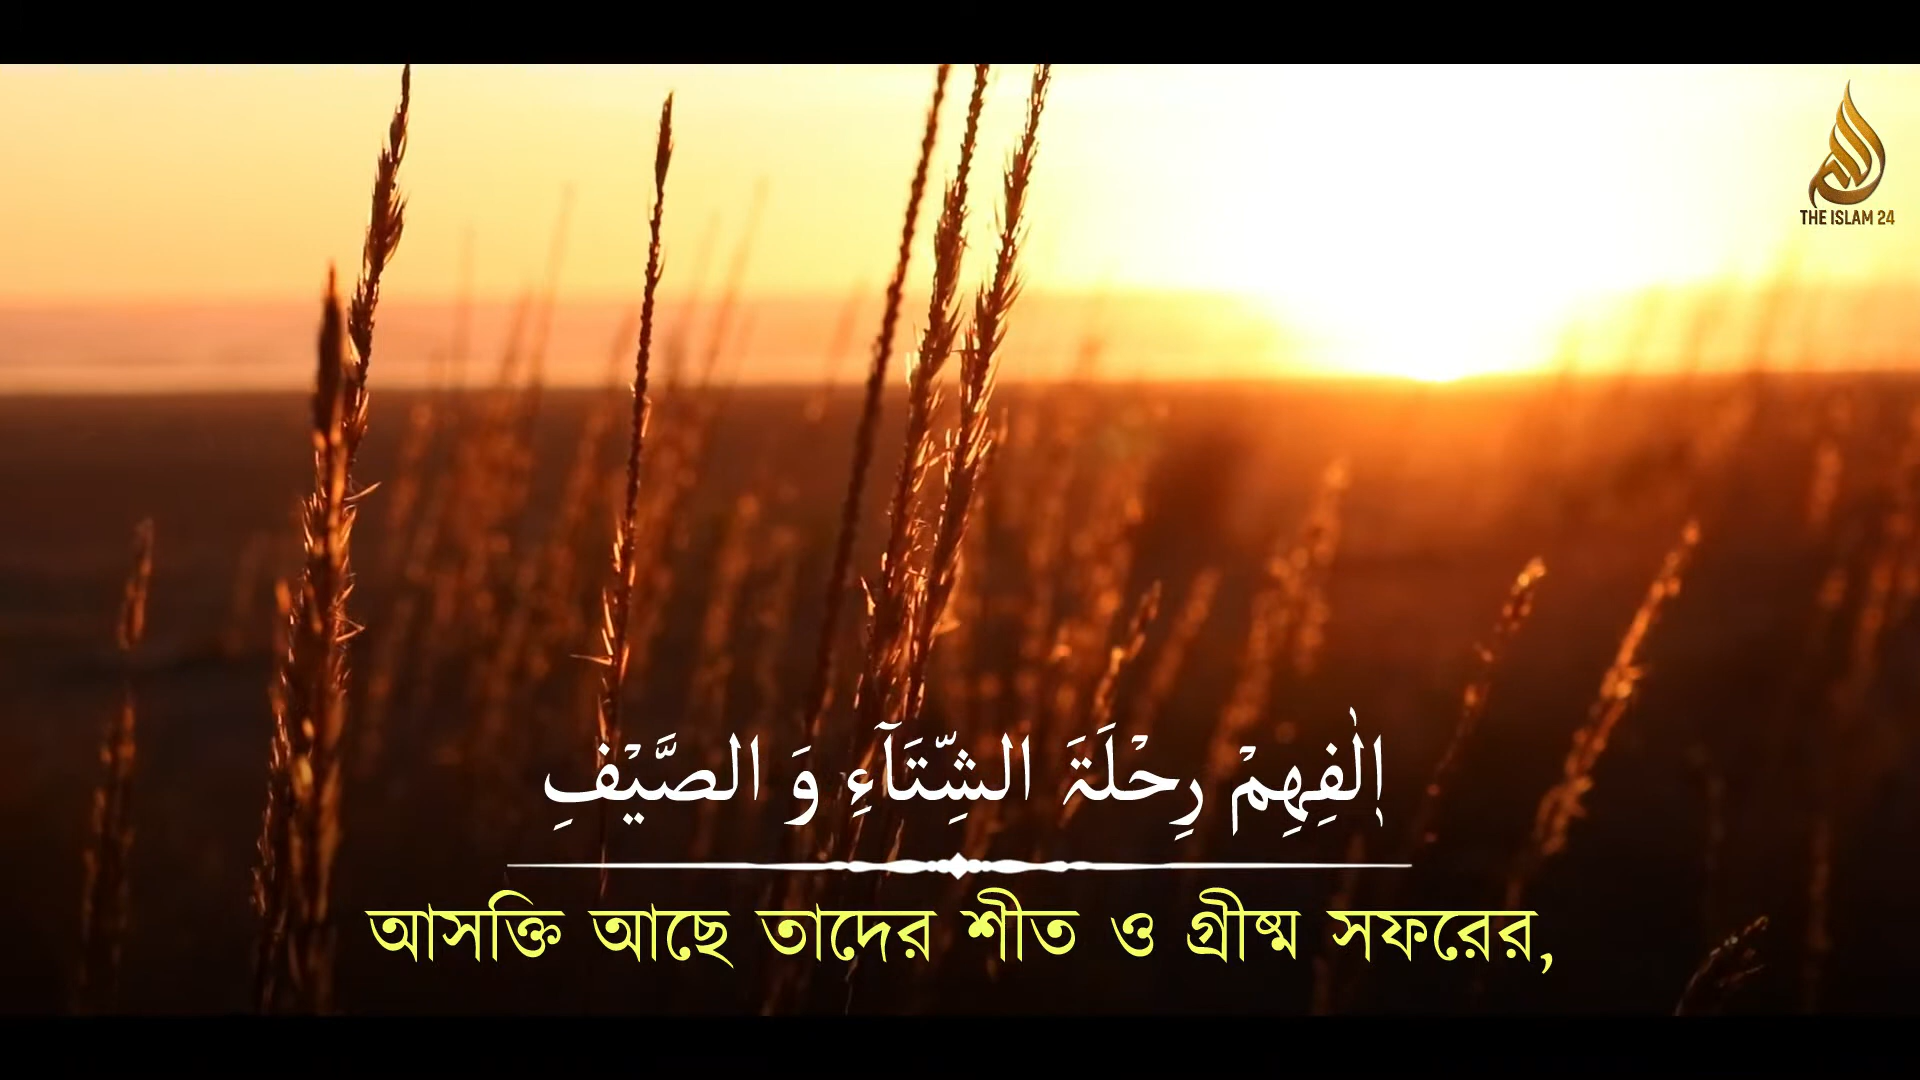 THE ISLAM 24
اٖلٰفِهِمْ رِحْلَةَ الشِّتَآءِ وَ الصَّیْفِ
আসক্তি আছে তাদের শীত ও গ্রীষ্ম সফরের,